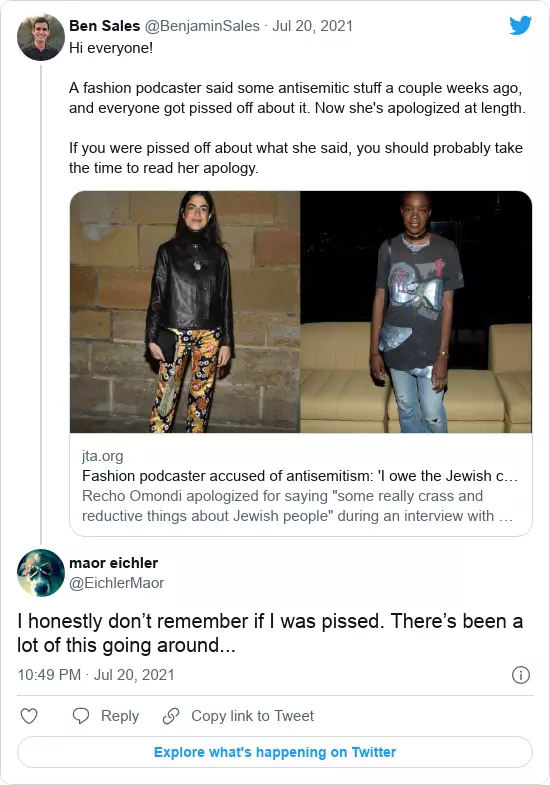 Ben Sales @BenjaminSales · Jul 20, 2021
Hi everyone!
A fashion podcaster said some antisemitic stuff a couple weeks ago,
and everyone got pissed off about it. Now she's apologized at length.
If you were pissed off about what she said, you should probably take
the time to read her apology.
jta.org
Fashion podcaster accused of antisemitism: 'I owe the Jewish c…
Recho Omondi apologized for saying "some really crass and
reductive things about Jewish people" during an interview with …
maor eichler
@EichlerMaor
I honestly don’t remember if I was pissed. There’s been a
lot of this going around...
10:49 PM · Jul 20, 2021
Reply
Copy link to Tweet
Explore what's happening on Twitter